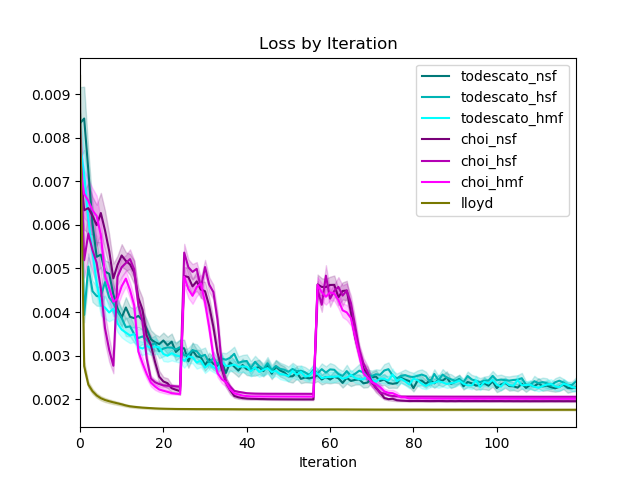 Loss by Iteration
0.009
0.008
0.007
0.006
0.005
0.004
0.003
0.002
0
20
40
60
80
100
Iteration
todescato_nsf
todescato_hsf
todescato_hmf
choi_nsf
choi_hsf
choi_hmf
lloyd